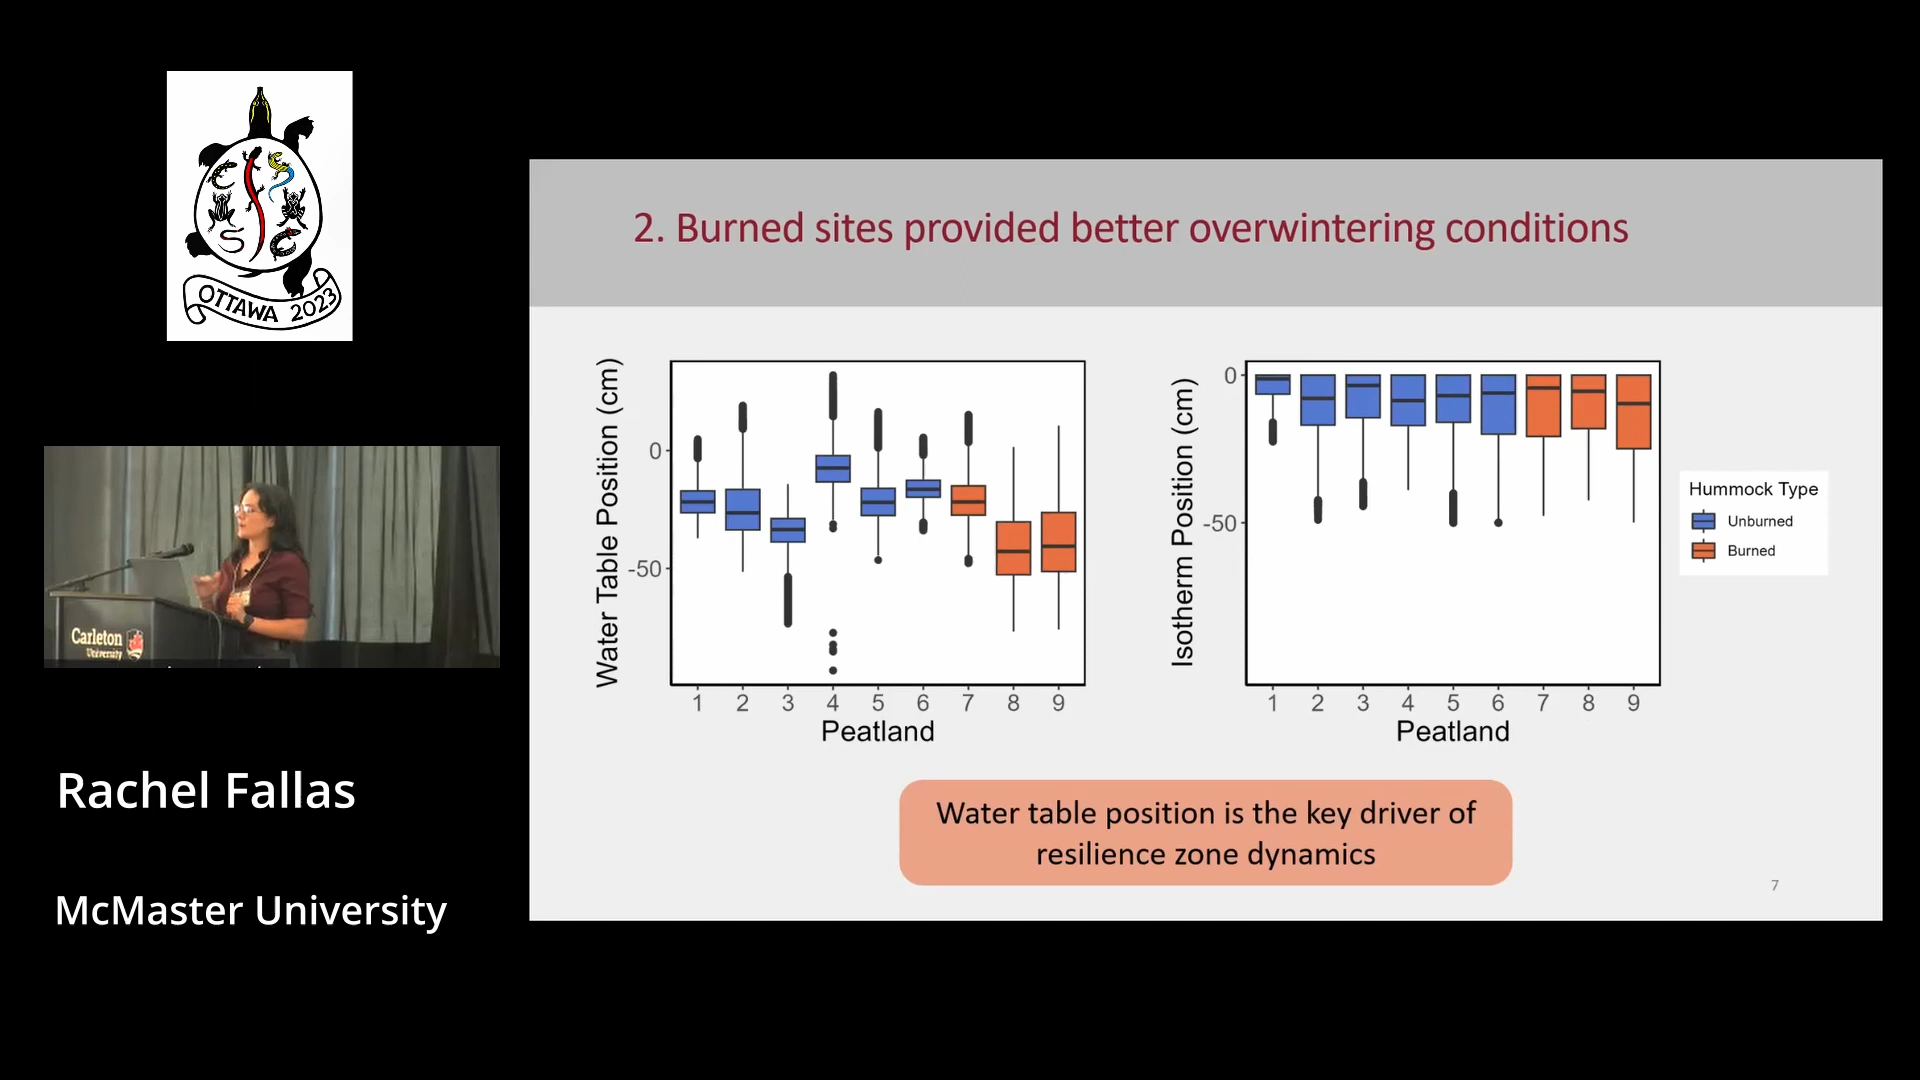 OTTAWA 2023
Carleton
University
Rachel Fallas
McMaster University
2. Burned sites provided better overwintering conditions
Water Table Position (cm)
0
-50
1 2 3 4 5 6 7 8 9
Peatland
Isotherm Position (cm)
0
-50
1 2 3 4 5 6 7 8 9
Peatland
Hummock Type
Unburned
Burned
Water table position is the key driver of
resilience zone dynamics
7